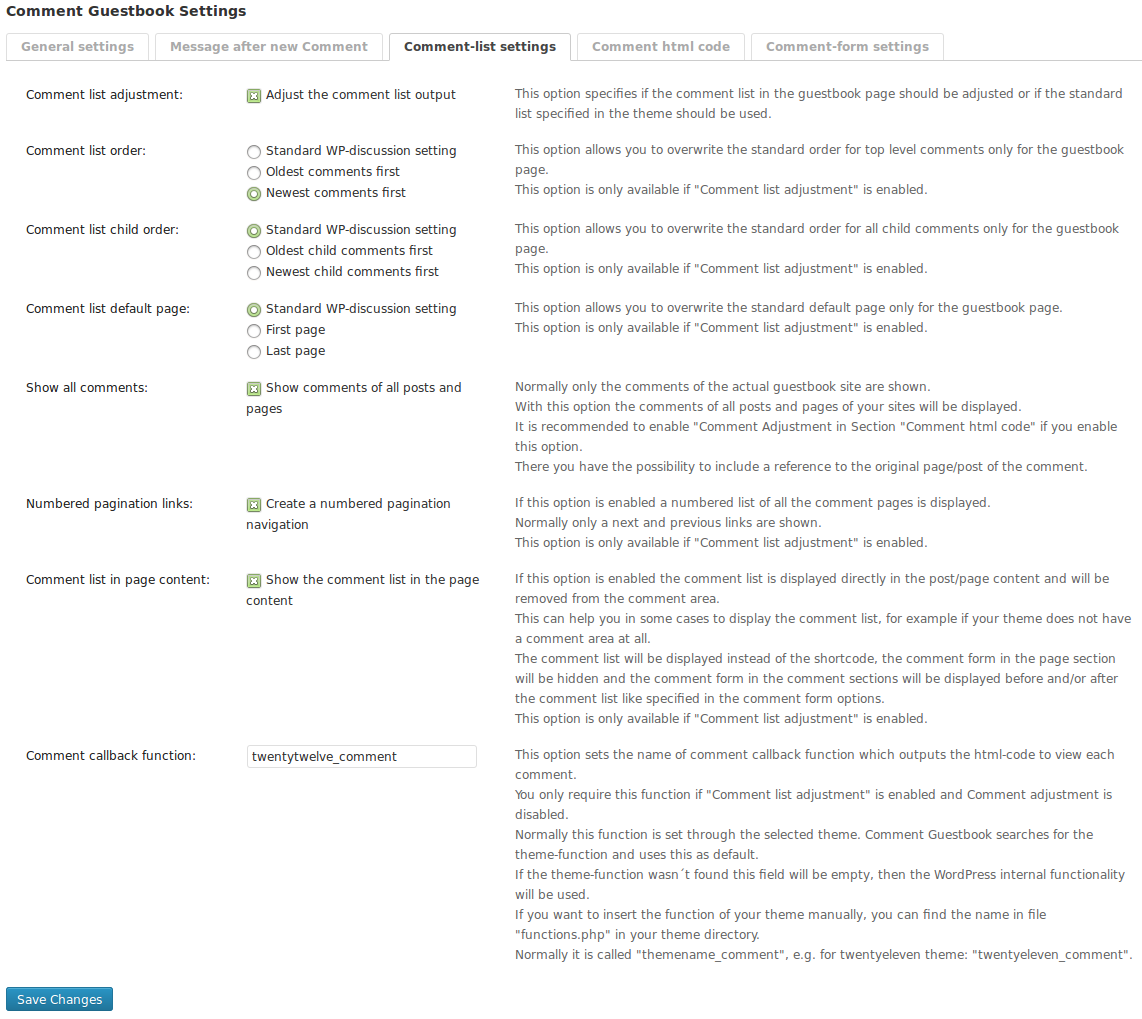 Comment Guestbook Settings
General settings
Message after new Comment
Comment-list settings
Comment html code
Comment-form settings
Comment list adjustment:
Adjust the comment list output
This option specifies if the comment list in the guestbook page should be adjusted or if the standard
list specified in the theme should be used.
Comment list order:
Standard WP-discussion setting
Oldest comments first
Newest comments first
This option allows you to overwrite the standard order for top level comments only for the guestbook
page.
This option is only available if "Comment list adjustment" is enabled.
Comment list child order:
Standard WP-discussion setting
Oldest child comments first
Newest child comments first
This option allows you to overwrite the standard order for all child comments only for the guestbook
page.
This option is only available if "Comment list adjustment" is enabled.
Comment list default page:
Standard WP-discussion setting
First page
Last page
This option allows you to overwrite the standard default page only for the guestbook page.
This option is only available if "Comment list adjustment" is enabled.
Show all comments:
Show comments of all posts and
pages
Normally only the comments of the actual guestbook site are shown.
With this option the comments of all posts and pages of your sites will be displayed.
It is recommended to enable "Comment Adjustment in Section "Comment html code" if you enable
this option.
There you have the possibility to include a reference to the original page/post of the comment.
Numbered pagination links:
Create a numbered pagination
navigation
If this option is enabled a numbered list of all the comment pages is displayed.
Normally only a next and previous links are shown.
This option is only available if "Comment list adjustment" is enabled.
Comment list in page content:
Show the comment list in the page
content
If this option is enabled the comment list is displayed directly in the post/page content and will be
removed from the comment area.
This can help you in some cases to display the comment list, for example if your theme does not have
a comment area at all.
The comment list will be displayed instead of the shortcode, the comment form in the page section
will be hidden and the comment form in the comment sections will be displayed before and/or after
the comment list like specified in the comment form options.
This option is only available if "Comment list adjustment" is enabled.
Comment callback function:
twentytwelve_comment
This option sets the name of comment callback function which outputs the html-code to view each
comment.
You only require this function if "Comment list adjustment" is enabled and Comment adjustment is
disabled.
Normally this function is set through the selected theme. Comment Guestbook searches for the
theme-function and uses this as default.
If the theme-function wasn´t found this field will be empty, then the WordPress internal functionality
will be used.
If you want to insert the function of your theme manually, you can find the name in file
"functions.php" in your theme directory.
Normally it is called "themename_comment", e.g. for twentyeleven theme: "twentyeleven_comment".
Save Changes